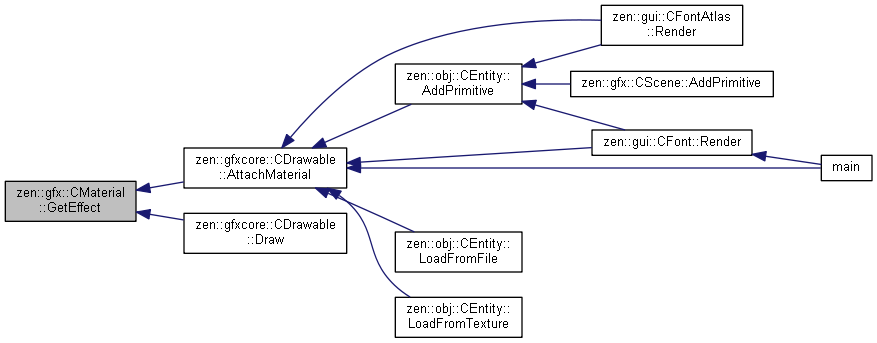 zen::gfx::CMaterial
::GetEffect
zen::gfxcore::CDrawable
::AttachMaterial
zen::gfxcore::CDrawable
::Draw
zen::obj::CEntity::
AddPrimitive
zen::obj::CEntity::
LoadFromFile
zen::obj::CEntity::
LoadFromTexture
zen::gui::CFontAtlas
::Render
zen::gfx::CScene::AddPrimitive
zen::gui::CFont::Render
main